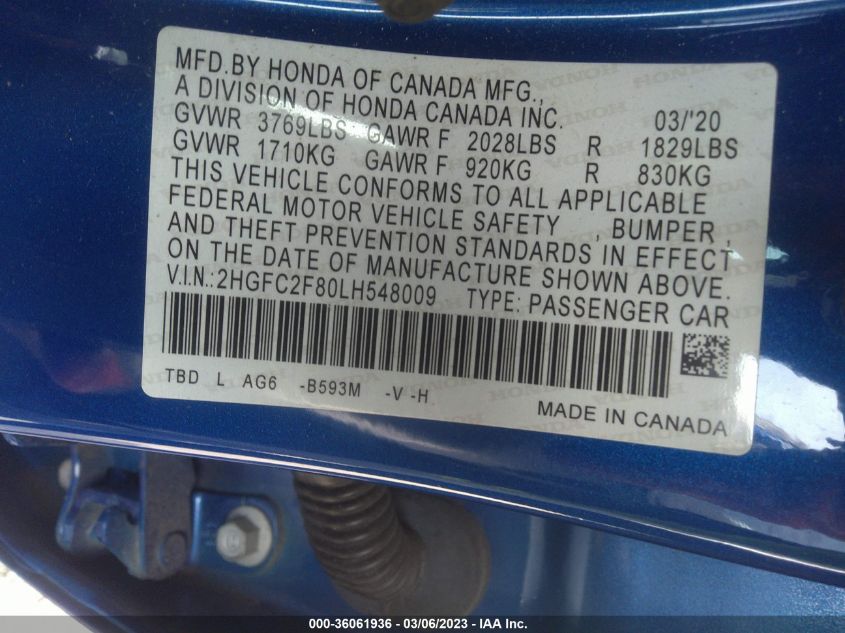 MFD.BY HONDA OF CANADA MFG.,
A DIVISION OF HONDA CANADA INC. 03/'20
GVWR 3769LBS GAWR F 2028LBS R 1829LBS
GVWR 1710KG GAWR F 920KG R 830KG
THIS VEHICLE CONFORMS TO ALL APPLICABLE
FEDERAL MOTOR VEHICLE SAFETY , BUMPER ,
AND THEFT PREVENTION STANDARDS IN EFFECT
ON THE DATE OF MANUFACTURE SHOWN ABOVE.
V.I.N.: 2HGFC2F80LH548009 TYPE: PASSENGER CAR
TBD L AG6 -B593M -V -H
MADE IN CANADA
000-36061936 - 03/06/2023 - IAA Inc.